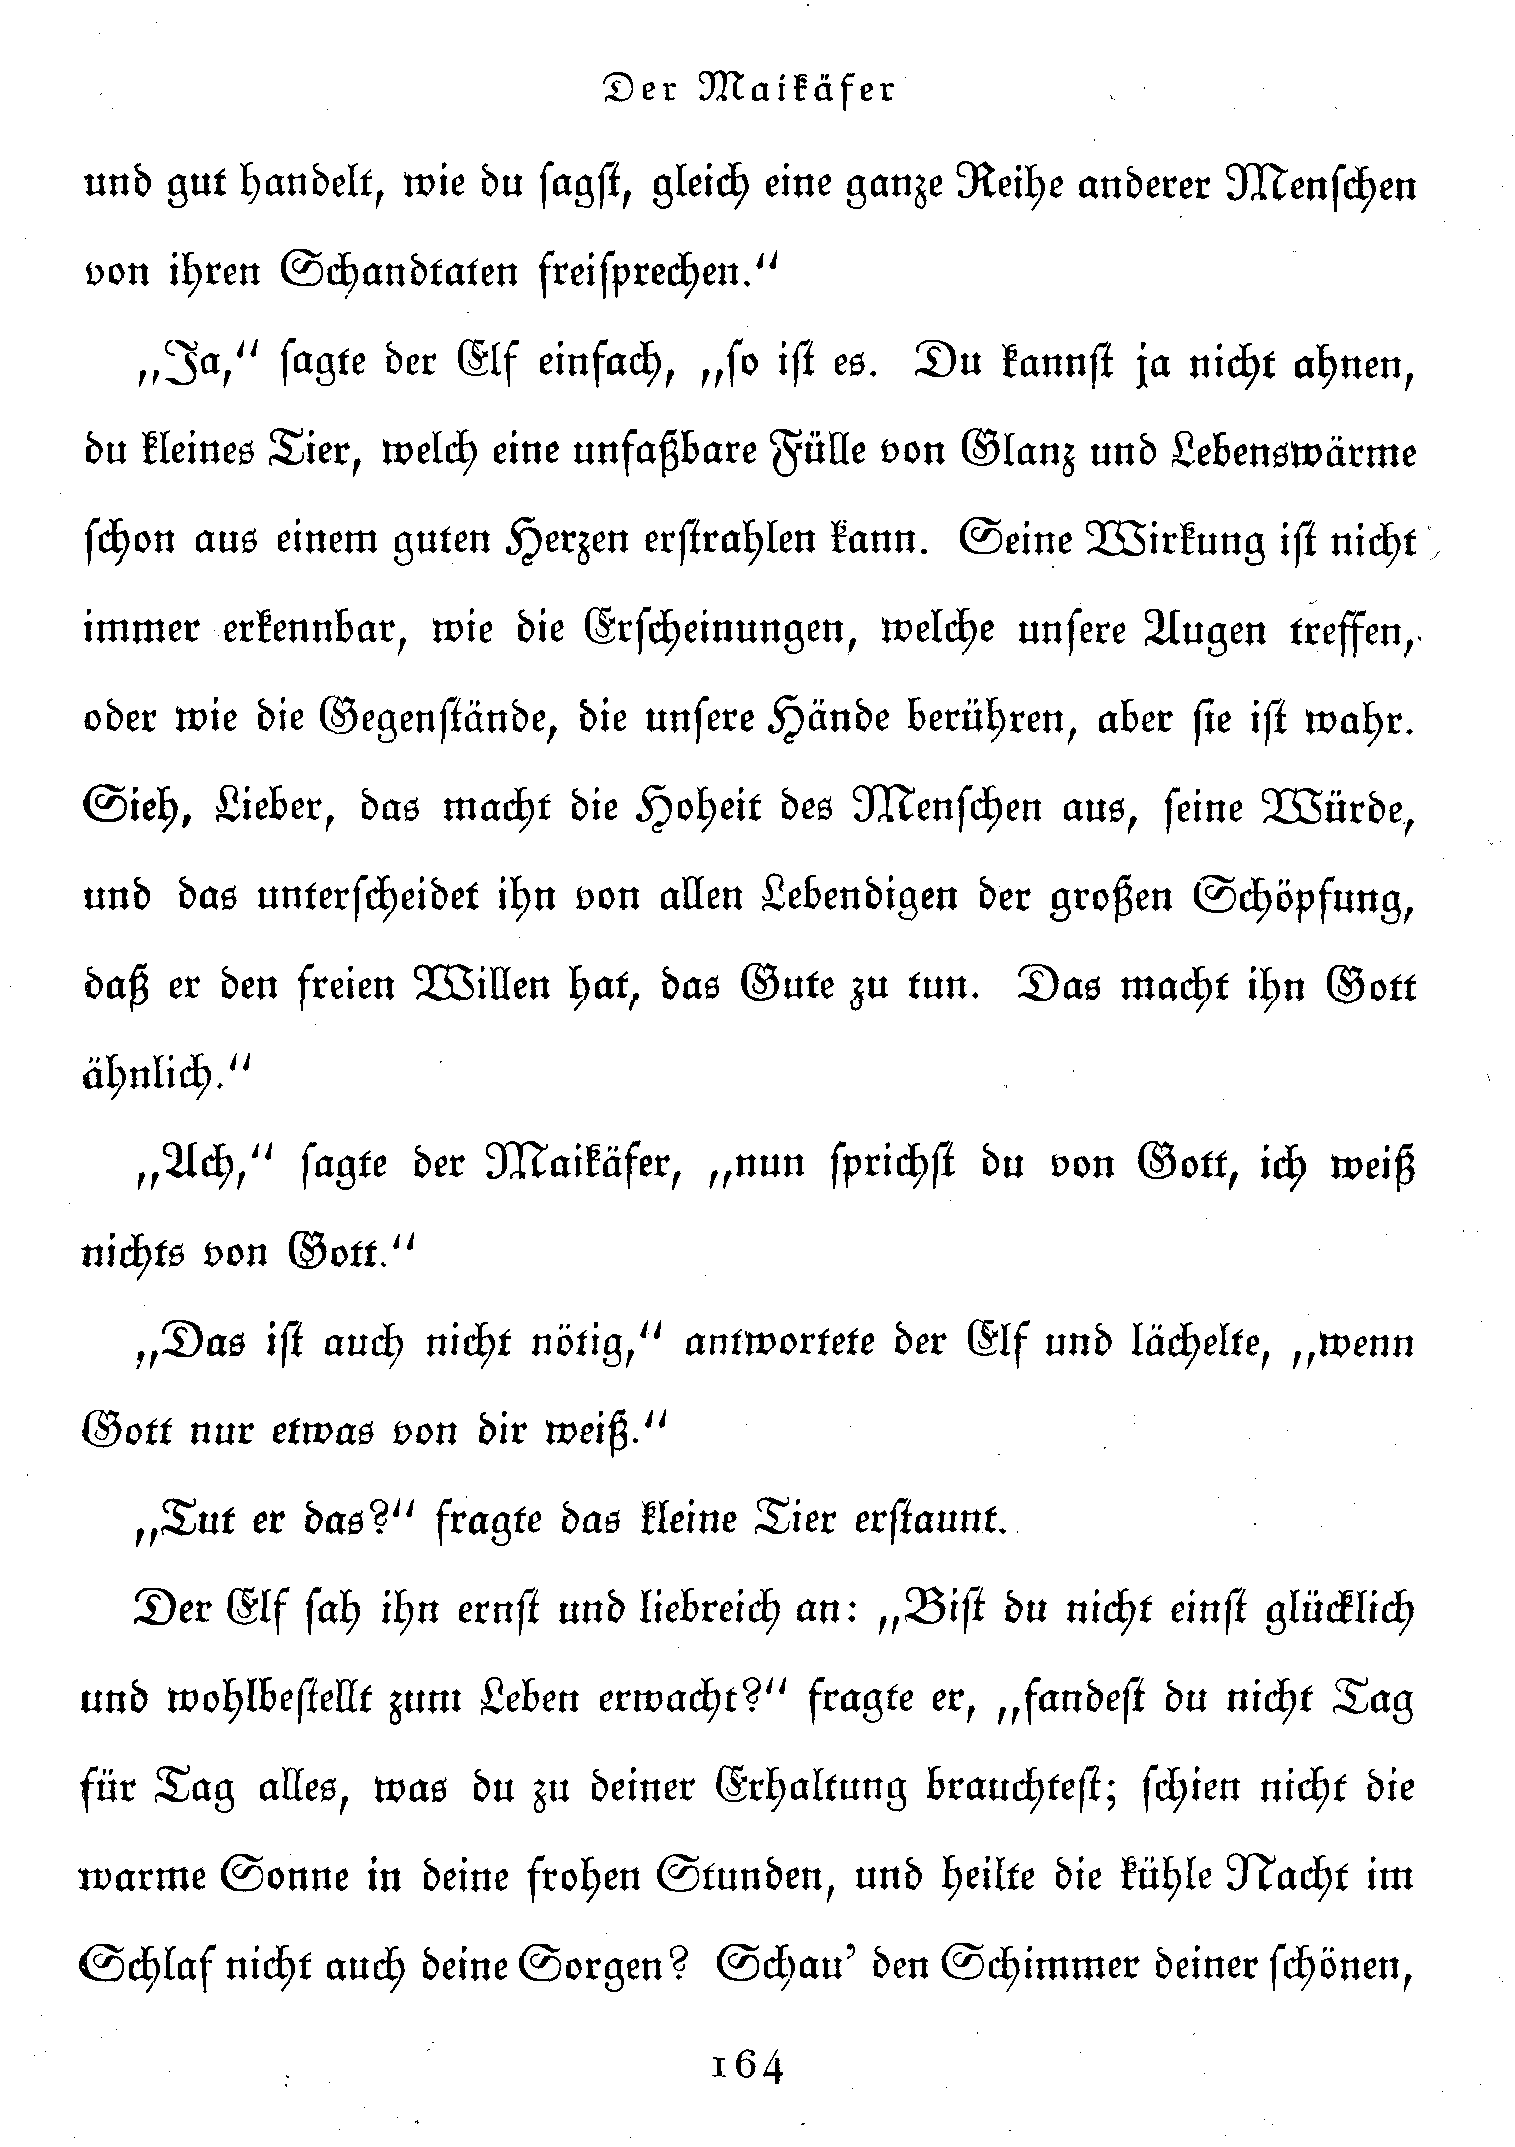 Der Maikäfer
und gut handelt, wie du sagst, gleich eine ganze Reihe anderer Menschen
von ihren Schandtaten freisprechen.“
„Ja,“ sagte der Elf einfach, „so ist es. Du kannst ja nicht ahnen,
du kleines Tier, welch eine unfaßbare Fülle von Glanz und Lebenswärme
schon aus einem guten Herzen erstrahlen kann. Seine Wirkung ist nicht
immer erkennbar, wie die Erscheinungen, welche unsere Augen treffen,
oder wie die Gegenstände, die unsere Hände berühren, aber sie ist wahr.
Sieh, Lieber, das macht die Hoheit des Menschen aus, seine Würde,
und das unterscheidet ihn von allen Lebendigen der großen Schöpfung,
daß er den freien Willen hat, das Gute zu tun. Das macht ihn Gott
ähnlich.“
„Ach,“ sagte der Maikäfer, „nun sprichst du von Gott, ich weiß
nichts von Gott.“
„Das ist auch nicht nötig,“ antwortete der Elf und lächelte, „wenn
Gott nur etwas von dir weiß.“
„Tut er das?“ fragte das kleine Tier erstaunt.
Der Elf sah ihn ernst und liebreich an: „Bist du nicht einst glücklich
und wohlbestellt zum Leben erwacht?“ fragte er, „fandest du nicht Tag
für Tag alles, was du zu deiner Erhaltung brauchtest; schien nicht die
warme Sonne in deine frohen Stunden, und heilte die kühle Nacht im
Schlaf nicht auch deine Sorgen? Schau’ den Schimmer deiner schönen,
164